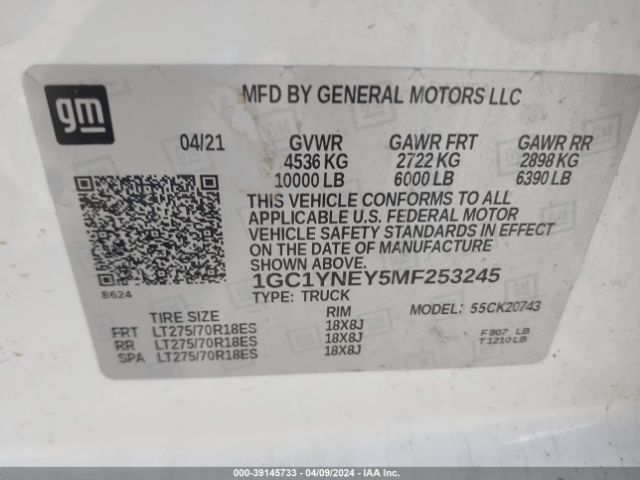 gm
MFD BY GENERAL MOTORS LLC
04/21 GVWR GAWR FRT GAWR RR
4536 KG 2722 KG 2898 KG
10000 LB 6000 LB 6390 LB
THIS VEHICLE CONFORMS TO ALL
APPLICABLE U.S. FEDERAL MOTOR
VEHICLE SAFETY STANDARDS IN EFFECT
ON THE DATE OF MANUFACTURE
SHOWN ABOVE.
8624
1GC1YNEY5MF253245
TYPE: TRUCK MODEL: 55CK20743
TIRE SIZE RIM
FRT LT275/70R18ES 18X8J
RR LT275/70R18ES 18X8J
SPA LT275/70R18ES 18X8J
F 807 LB
T 1210 LB
000-39145733 - 04/09/2024 - IAA Inc.